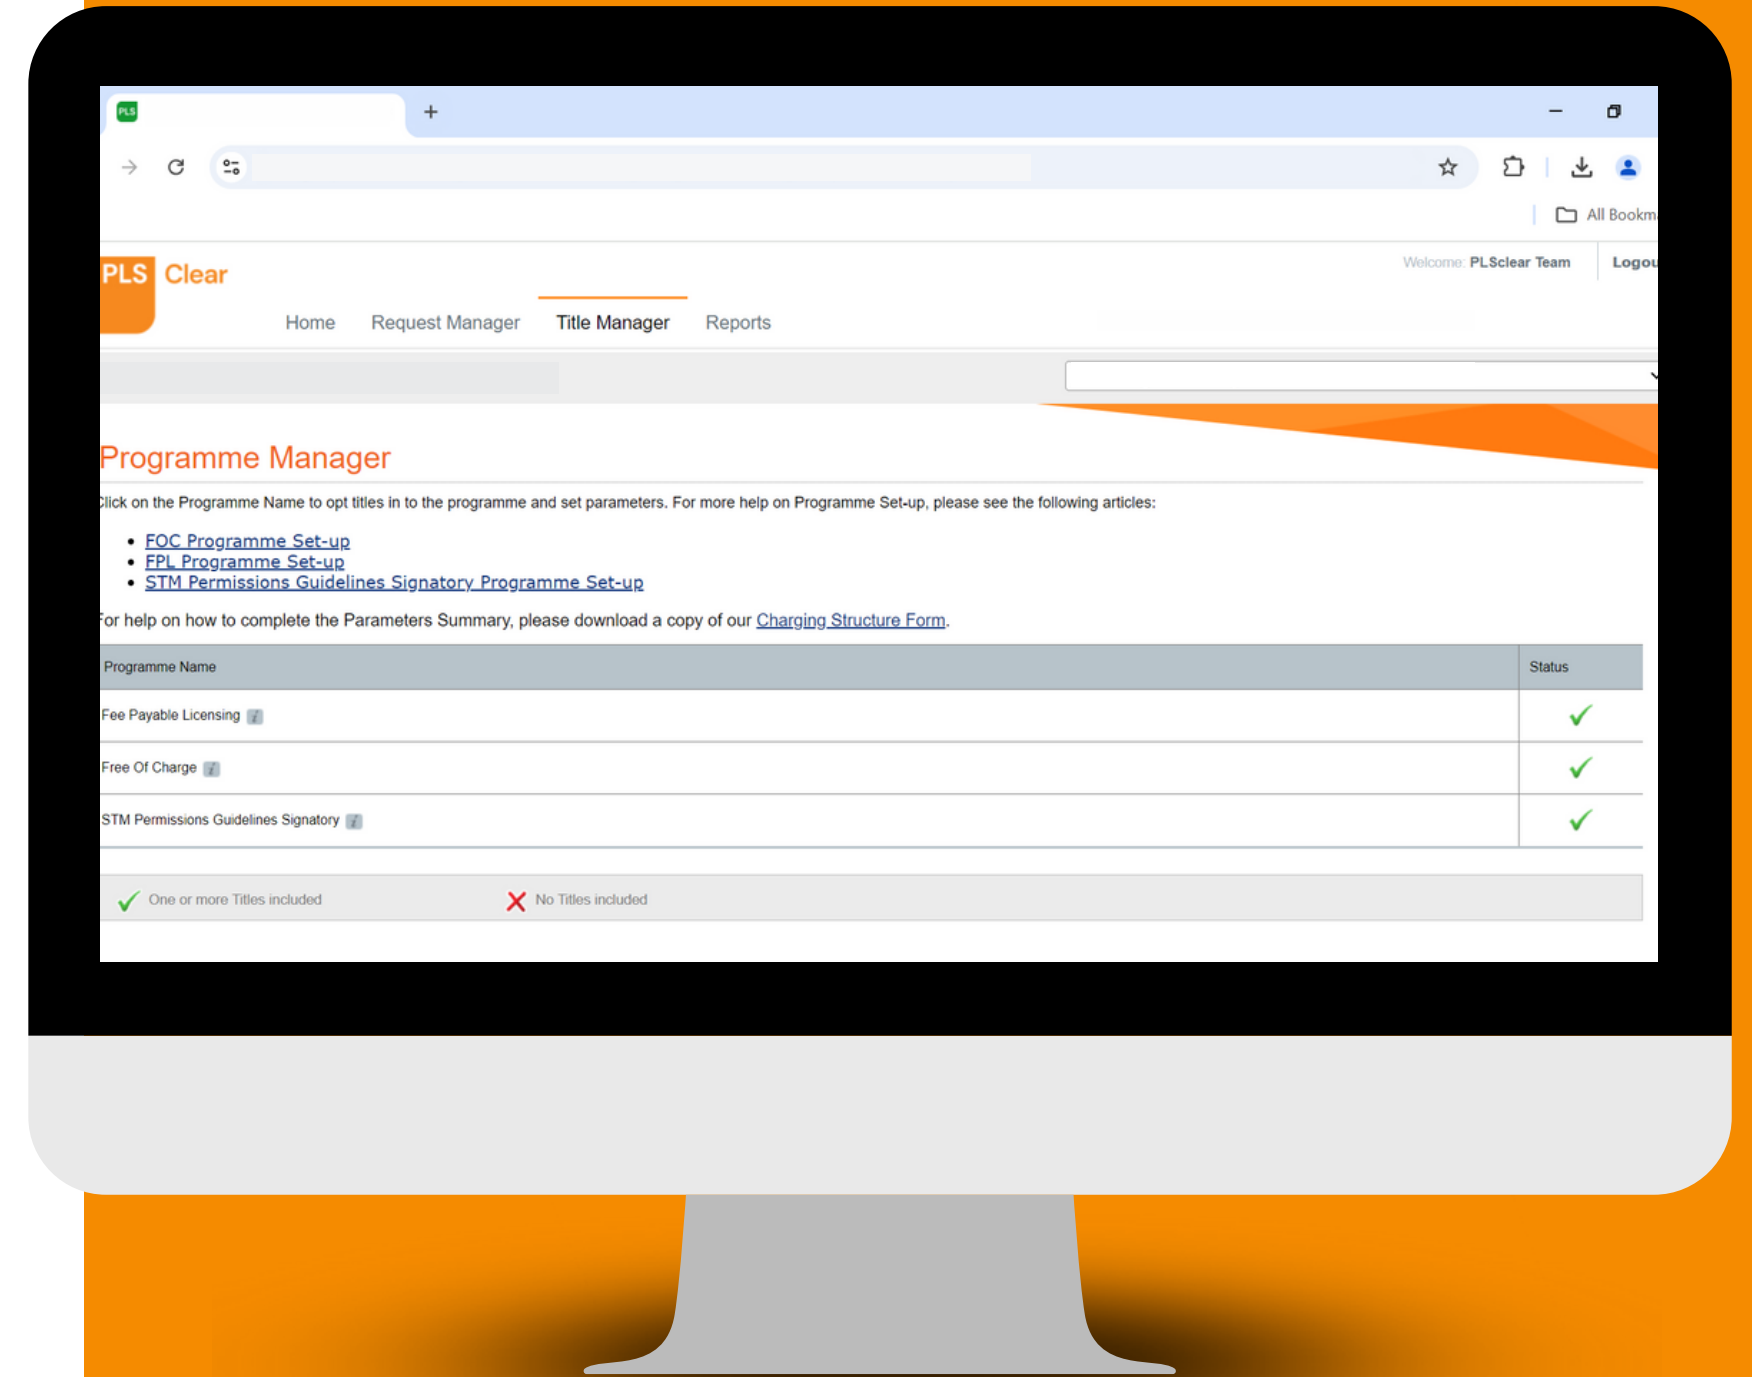 PLS
All Bookm
PLS Clear
Welcome: PLSclear Team
Logou
Home Request Manager Title Manager Reports
Programme Manager
Click on the Programme Name to opt titles in to the programme and set parameters. For more help on Programme Set-up, please see the following articles:
• FOC Programme Set-up
• FPL Programme Set-up
• STM Permissions Guidelines Signatory Programme Set-up
For help on how to complete the Parameters Summary, please download a copy of our Charging Structure Form.
Programme Name Status
Fee Payable Licensing i
Free Of Charge i
STM Permissions Guidelines Signatory i
One or more Titles included No Titles included